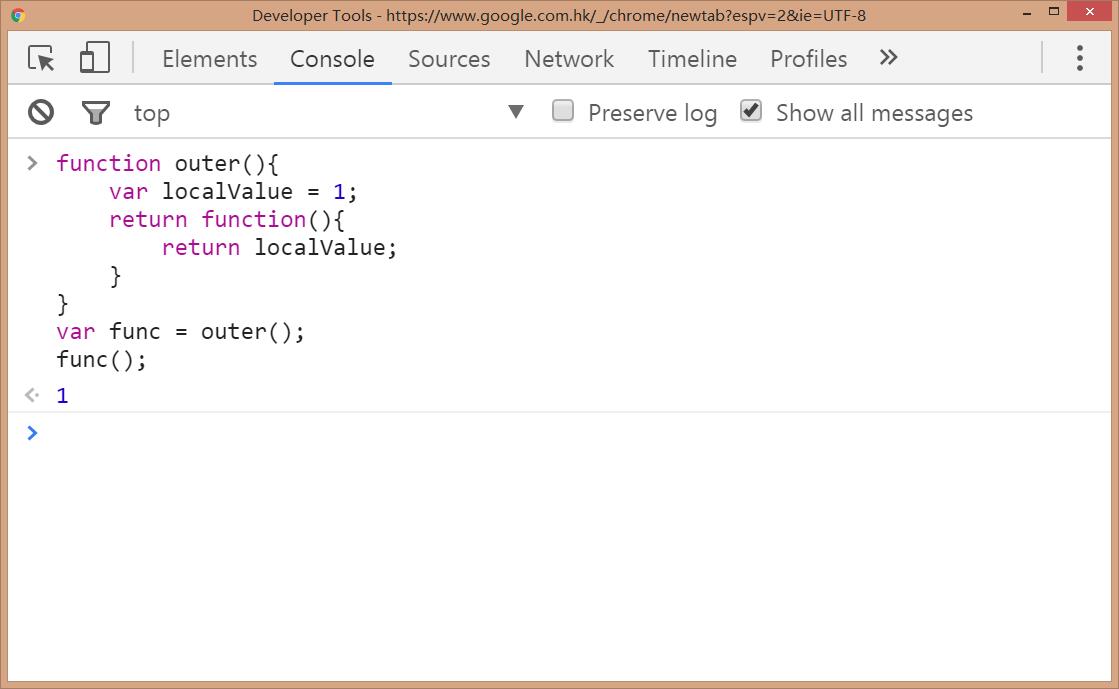 Developer Tools - https://www.google.com.hk/_/chrome/newtab?espv=2&ie=UTF-8
Elements Console Sources Network Timeline Profiles »
top ▼ Preserve log Show all messages
> function outer(){
    var localValue = 1;
    return function(){
        return localValue;
    }
}
var func = outer();
func();
1
>